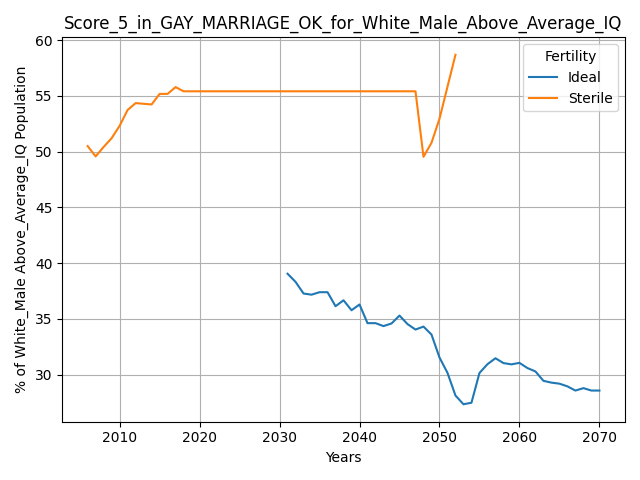 Score_5_in_GAY_MARRIAGE_OK_for_White_Male_Above_Average_IQ
% of White_Male Above_Average_IQ Population
60
55
50
45
40
35
30
Fertility
Ideal
Sterile
2010 2020 2030 2040 2050 2060 2070
Years